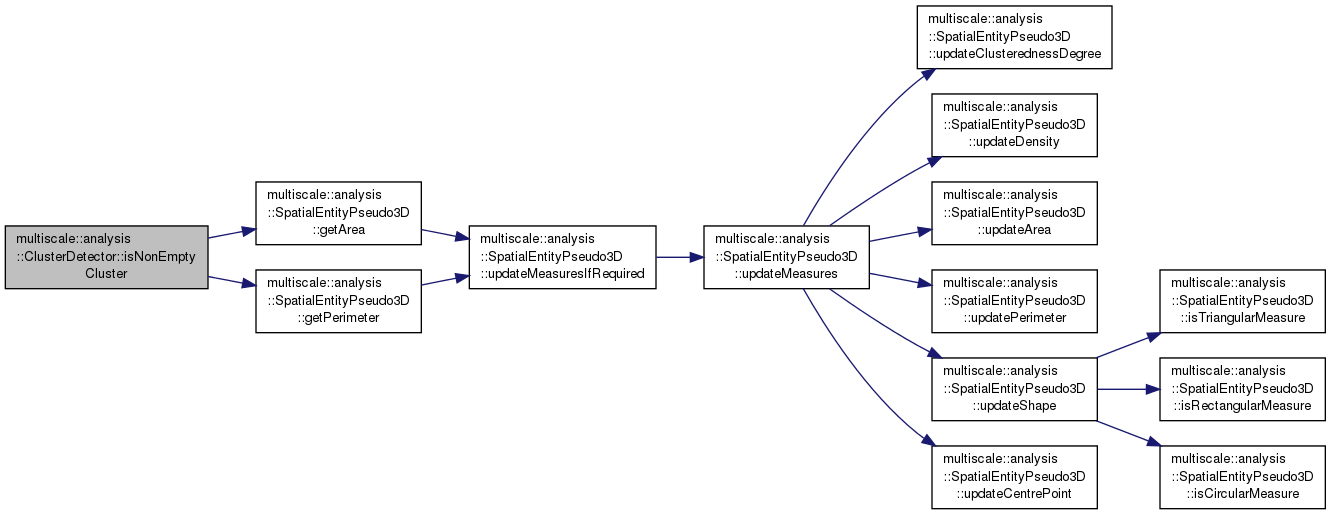 multiscale::analysis
::ClusterDetector::isNonEmpty
Cluster
multiscale::analysis
::SpatialEntityPseudo3D
::getArea
multiscale::analysis
::SpatialEntityPseudo3D
::getPerimeter
multiscale::analysis
::SpatialEntityPseudo3D
::updateMeasuresIfRequired
multiscale::analysis
::SpatialEntityPseudo3D
::updateMeasures
multiscale::analysis
::SpatialEntityPseudo3D
::updateClusterednessDegree
multiscale::analysis
::SpatialEntityPseudo3D
::updateDensity
multiscale::analysis
::SpatialEntityPseudo3D
::updateArea
multiscale::analysis
::SpatialEntityPseudo3D
::updatePerimeter
multiscale::analysis
::SpatialEntityPseudo3D
::updateShape
multiscale::analysis
::SpatialEntityPseudo3D
::updateCentrePoint
multiscale::analysis
::SpatialEntityPseudo3D
::isTriangularMeasure
multiscale::analysis
::SpatialEntityPseudo3D
::isRectangularMeasure
multiscale::analysis
::SpatialEntityPseudo3D
::isCircularMeasure